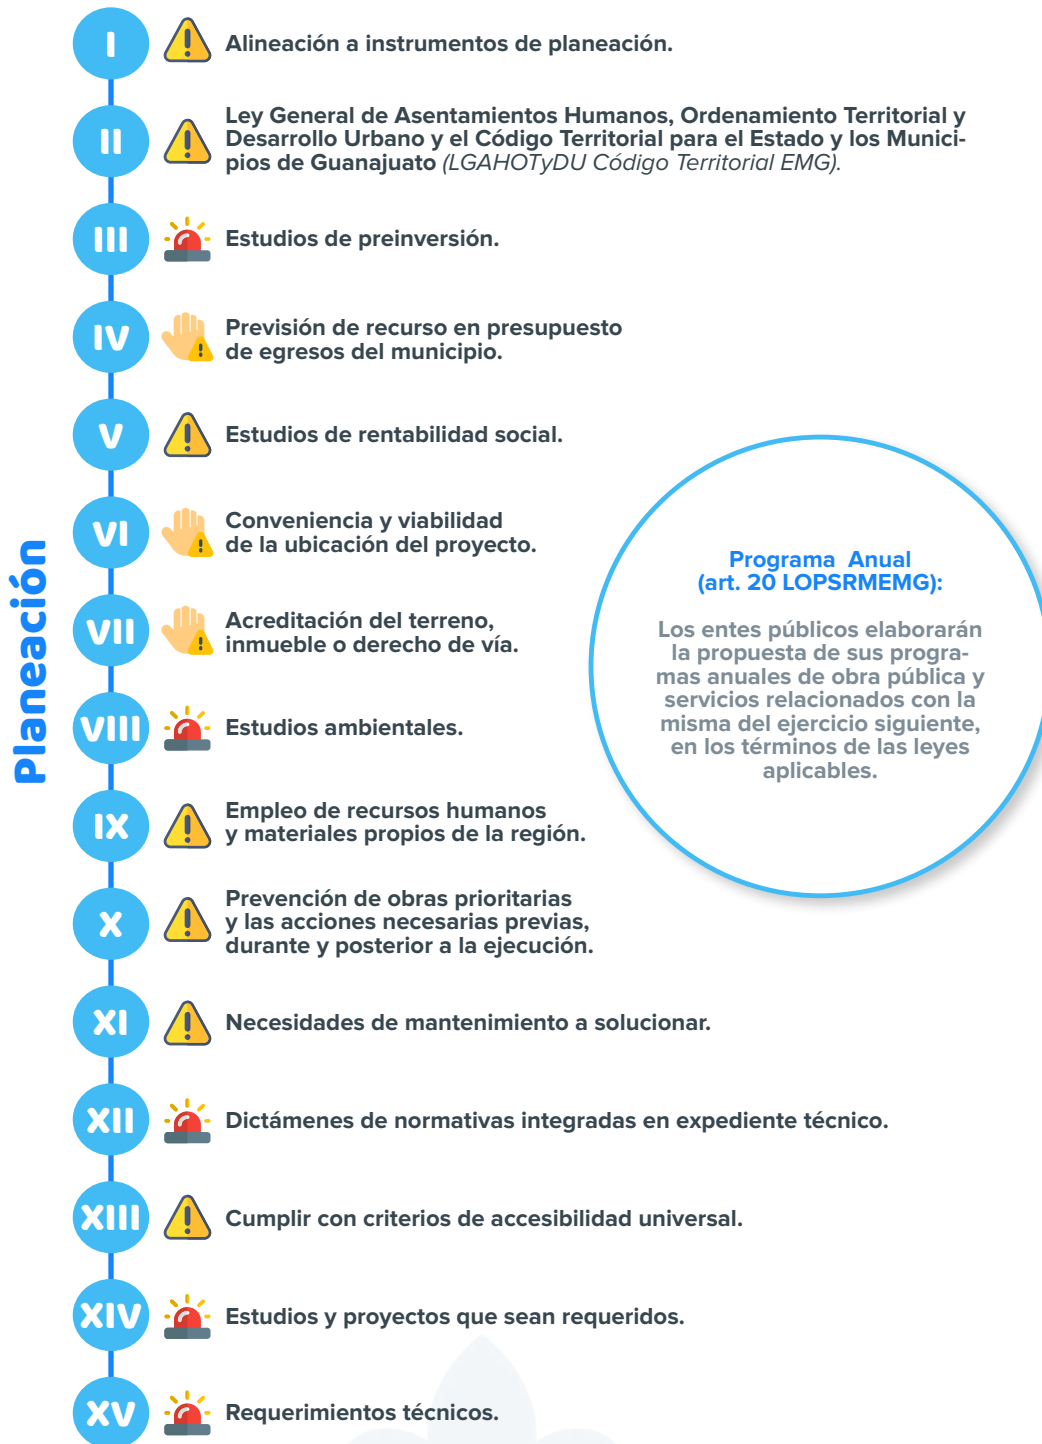 Planeación
I
Alineación a instrumentos de planeación.
II
Ley General de Asentamientos Humanos, Ordenamiento Territorial y
Desarrollo Urbano y el Código Territorial para el Estado y los Munici-
pios de Guanajuato (LGAHOTyDU Código Territorial EMG).
III
Estudios de preinversión.
IV
Previsión de recurso en presupuesto
de egresos del municipio.
V
Estudios de rentabilidad social.
VI
Conveniencia y viabilidad
de la ubicación del proyecto.
VII
Acreditación del terreno,
inmueble o derecho de vía.
VIII
Estudios ambientales.
IX
Empleo de recursos humanos
y materiales propios de la región.
X
Prevención de obras prioritarias
y las acciones necesarias previas,
durante y posterior a la ejecución.
XI
Necesidades de mantenimiento a solucionar.
XII
Dictámenes de normativas integradas en expediente técnico.
XIII
Cumplir con criterios de accesibilidad universal.
XIV
Estudios y proyectos que sean requeridos.
XV
Requerimientos técnicos.
Programa Anual
(art. 20 LOPSRMEMG):
Los entes públicos elaborarán
la propuesta de sus progra-
mas anuales de obra pública y
servicios relacionados con la
misma del ejercicio siguiente,
en los términos de las leyes
aplicables.